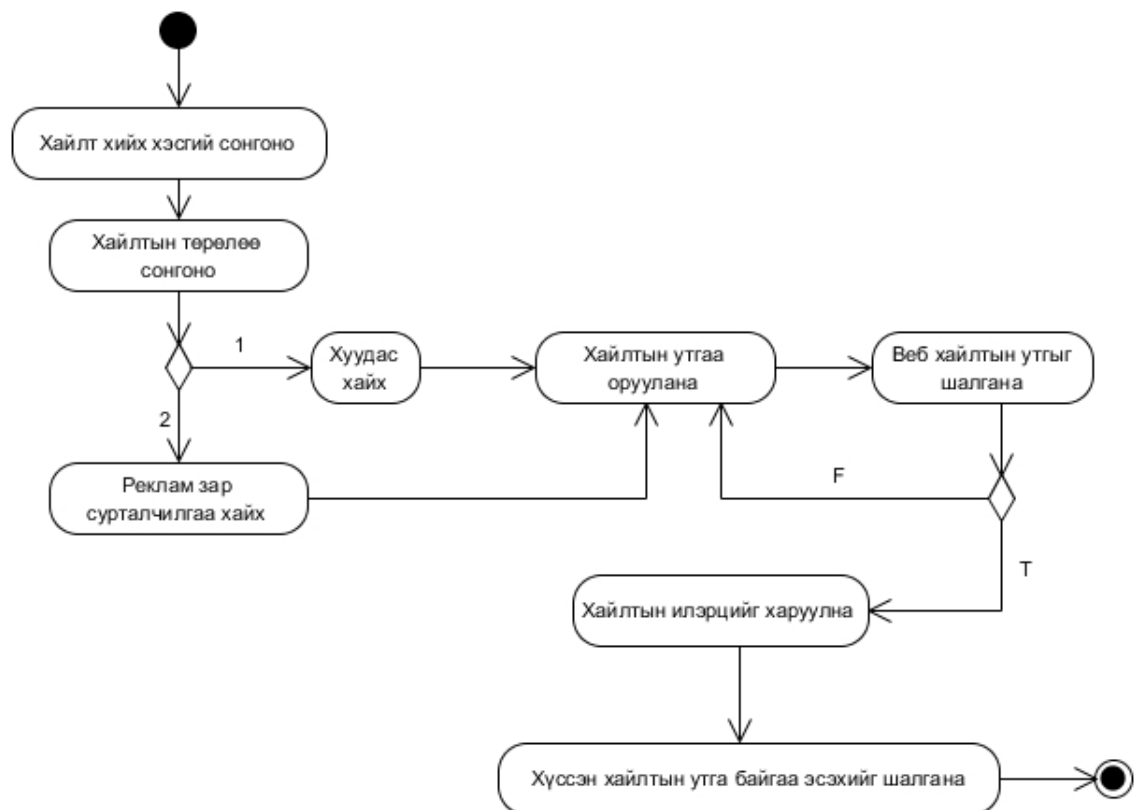 Хайлт хийх хэсгий сонгоно
Хайлтын төрөлөө
сонгоно
1
Хуудас
хайх
Хайлтын утгаа
оруулана
Веб хайлтын утгыг
шалгана
2
Реклам зар
сурталчилгаа хайх
F
T
Хайлтын илэрцийг харуулна
Хүссэн хайлтын утга байгаа эсэхийг шалгана